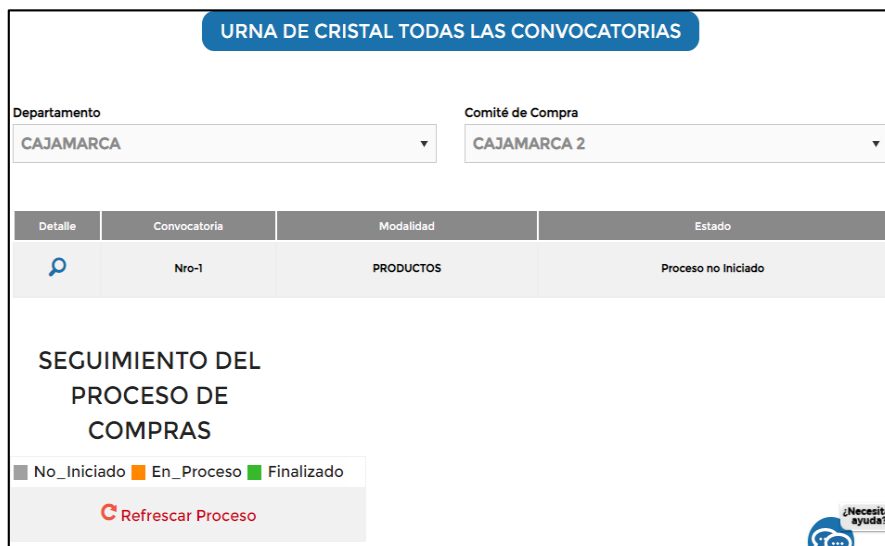 URNA DE CRISTAL TODAS LAS CONVOCATORIAS
Departamento
Comité de Compra
CAJAMARCA
CAJAMARCA 2
Detalle Convocatoria Modalidad Estado
Nro-1 PRODUCTOS Proceso no Iniciado
SEGUIMIENTO DEL
PROCESO DE
COMPRAS
No_Iniciado En_Proceso Finalizado
Refrescar Proceso
¿Necesita
ayuda?